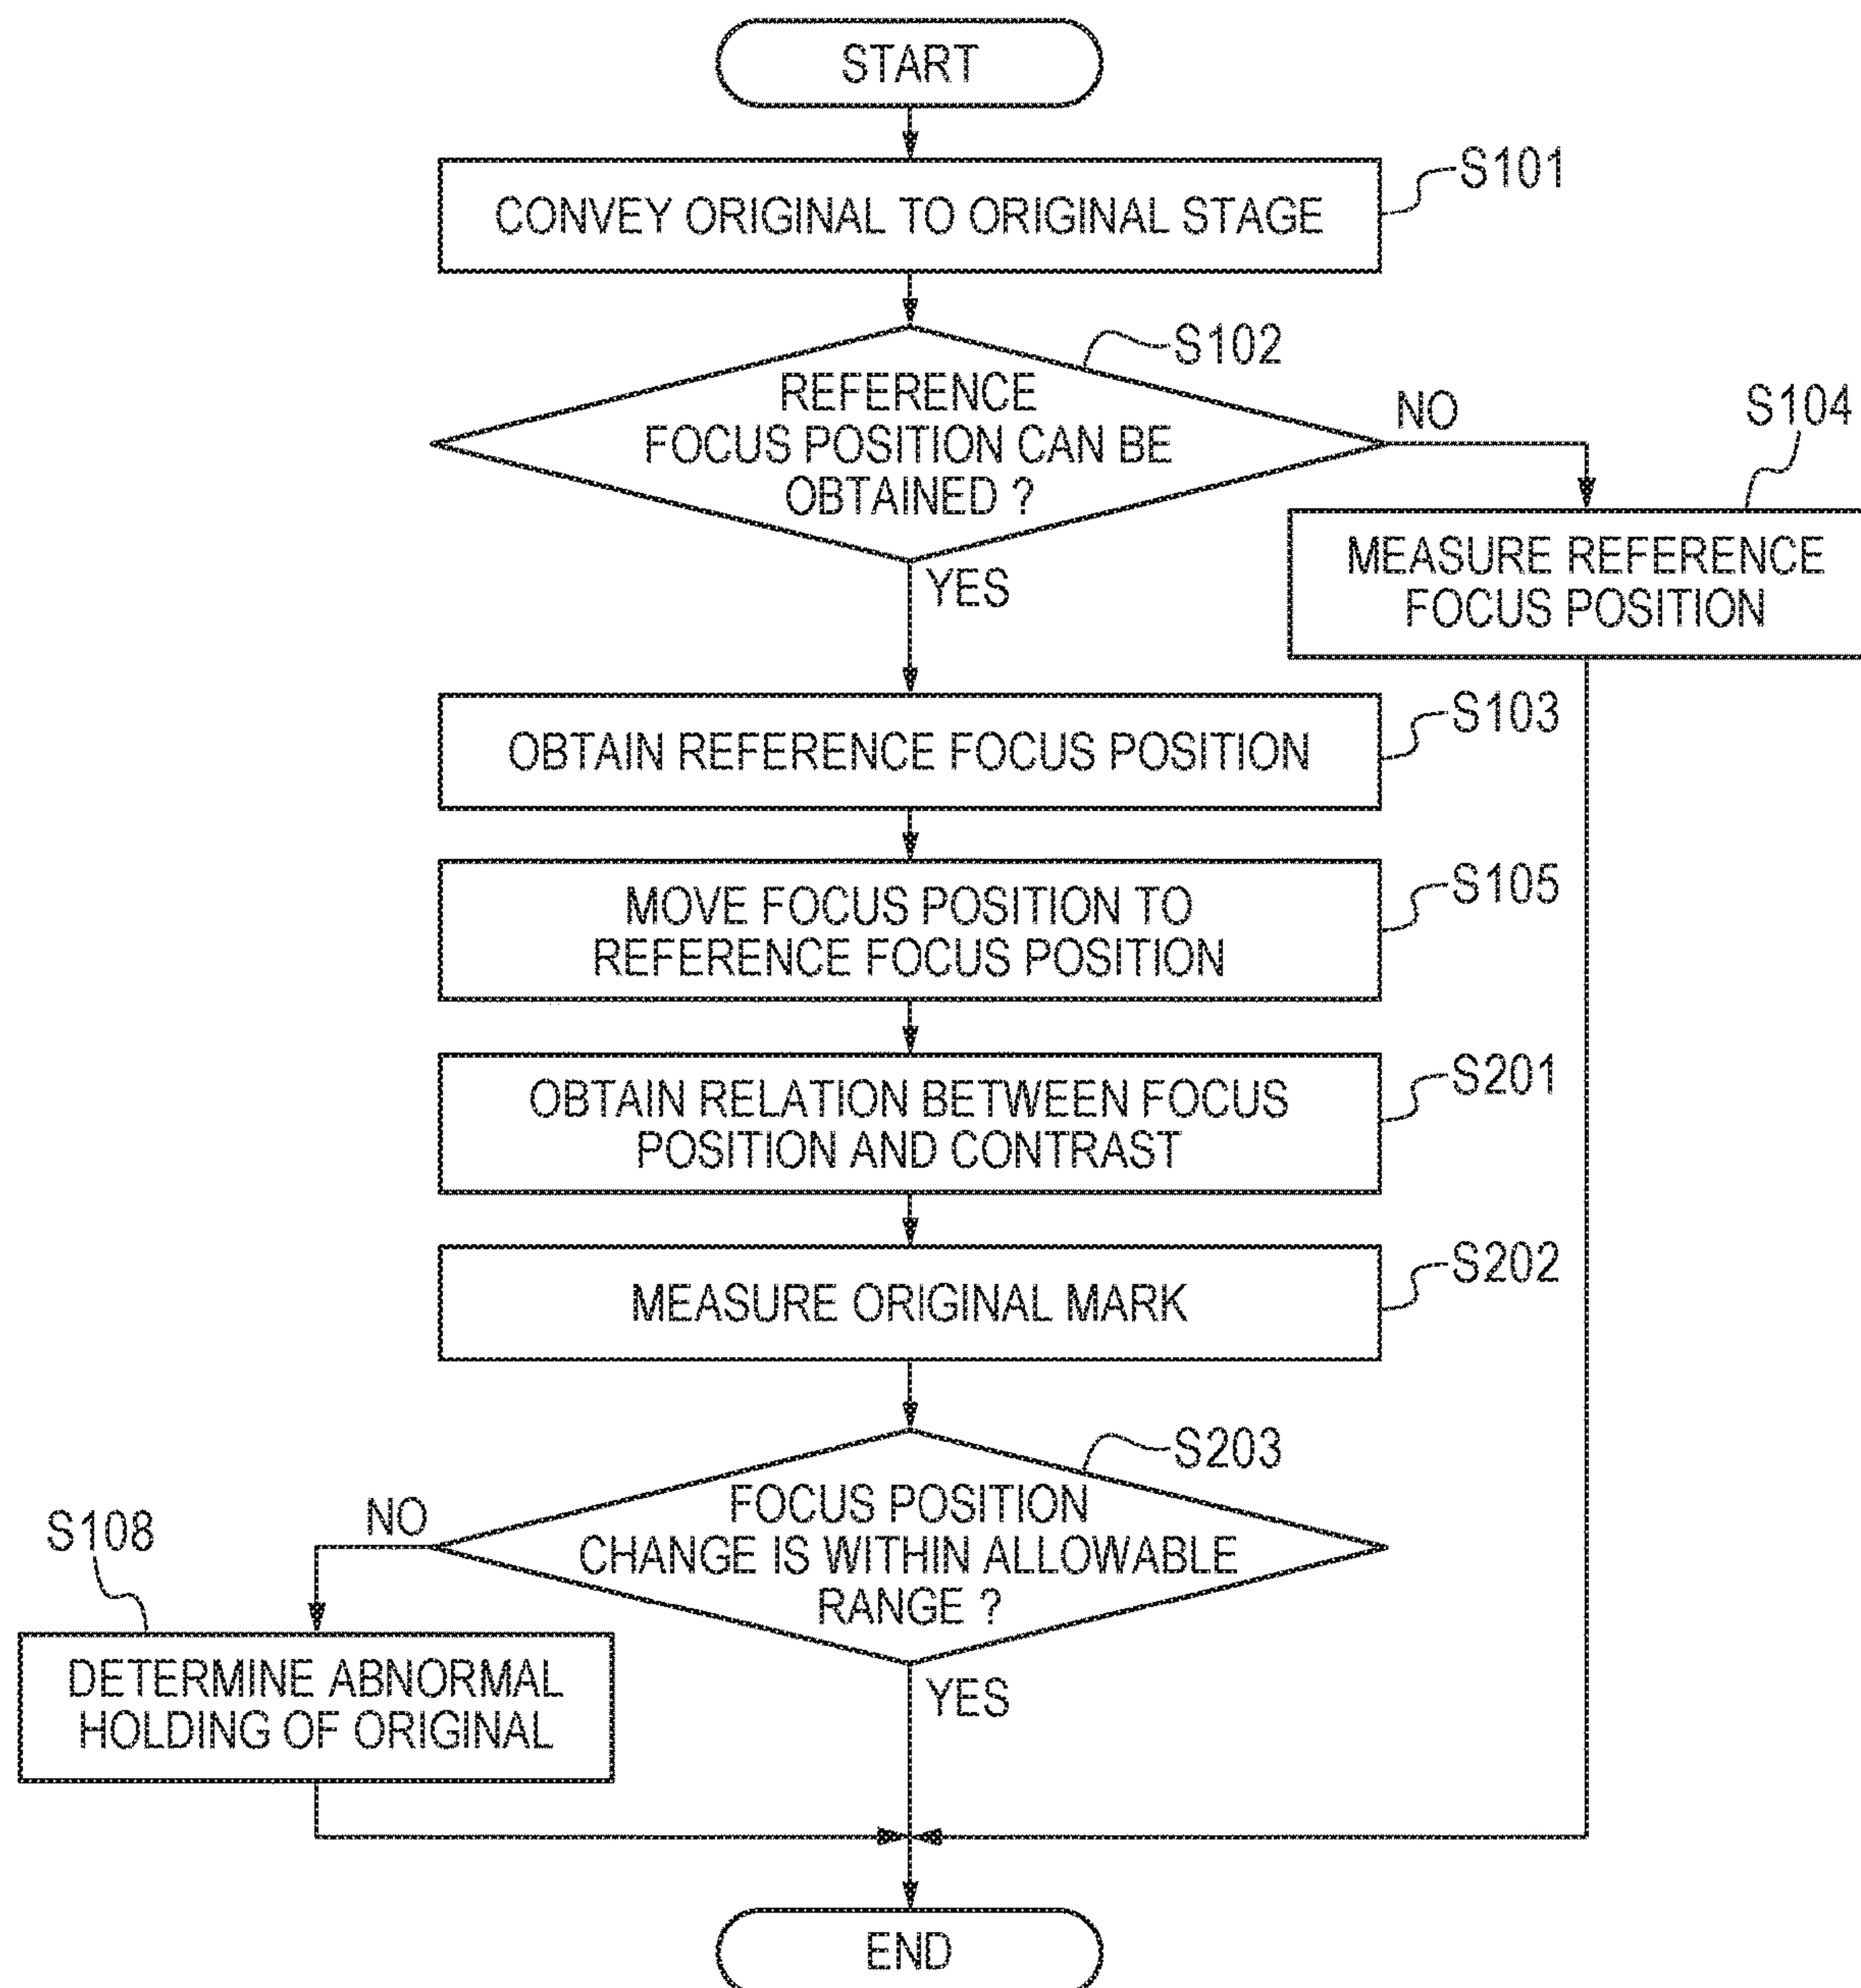 START
CONVEY ORIGINAL TO ORIGINAL STAGE
S101
S102
REFERENCE
FOCUS POSITION CAN BE
OBTAINED ?
NO
S104
MEASURE REFERENCE
FOCUS POSITION
YES
OBTAIN REFERENCE FOCUS POSITION
S103
MOVE FOCUS POSITION TO
REFERENCE FOCUS POSITION
S105
OBTAIN RELATION BETWEEN FOCUS
POSITION AND CONTRAST
S201
MEASURE ORIGINAL MARK
S202
S203
FOCUS POSITION
CHANGE IS WITHIN ALLOWABLE
RANGE ?
NO
S108
DETERMINE ABNORMAL
HOLDING OF ORIGINAL
YES
END